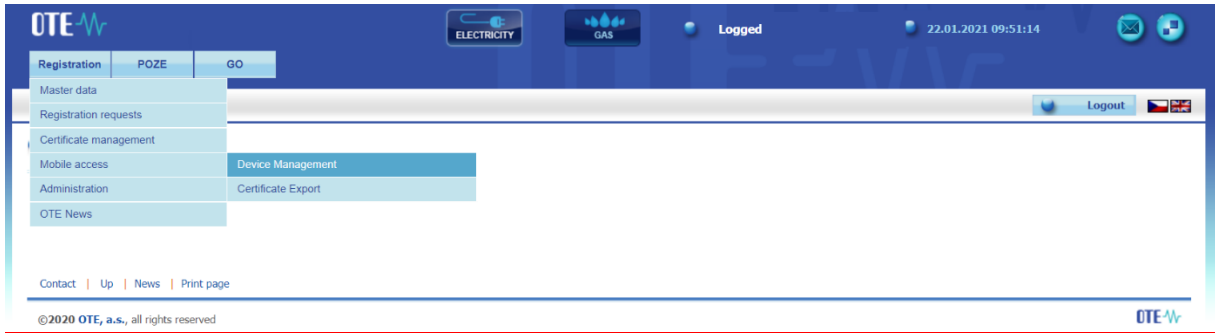 OTE
ELECTRICITY
GAS
Logged
22.01.2021 09:51:14
Registration POZE GO
Master data
Registration requests
Logout
Certificate management
Mobile access Device Management
Administration Certificate Export
OTE News
Contact | Up | News | Print page
©2020 OTE, a.s., all rights reserved
OTE